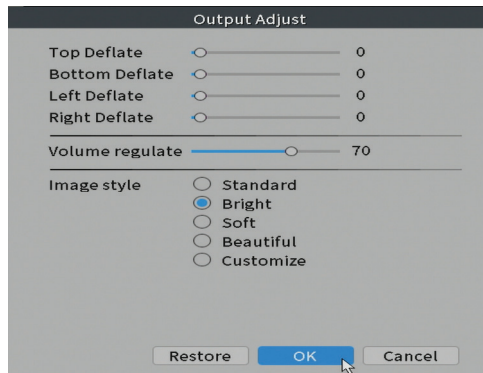 Output Adjust
Top Deflate 0
Bottom Deflate 0
Left Deflate 0
Right Deflate 0
Volume regulate 70
Image style Standard
Bright
Soft
Beautiful
Customize
Restore OK Cancel